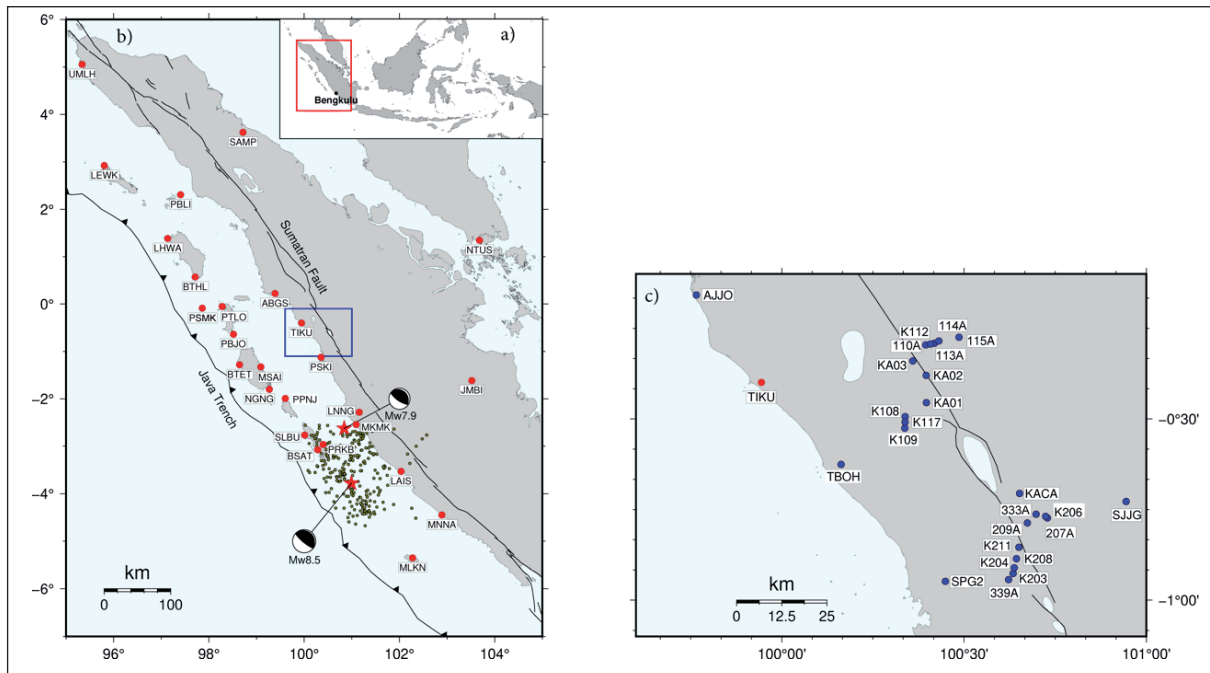 6°
4°
2°
0°
−2°
−4°
−6°
96
98
100
102
104
b)
a)
Bengkulu
UMLH
SAMP
LEWK
PBLI
LHWA
NTUS
Sumatran Fault
BTHL
ABGS
PSMK
PTLO
TIKU
PBJO
PSKI
BTET
MSAI
JMBI
NGNG
PPNJ
Java Trench
LNNG
Mw7.9
MKMK
SLBU
PRKB
BSAT
LAIS
MNNA
Mw8.5
MLKN
km
0
100
c)
AJJO
114A
K112
110A
115A
113A
KA03
KA02
TIKU
KA01
K108
K117
K109
TBOH
KACA
333A
K206
SJJG
209A
207A
K211
K208
K204
SPG2
K203
339A
km
0
12.5
25
−0°30'
−1°00'
100°00'
100°30'
101°00'